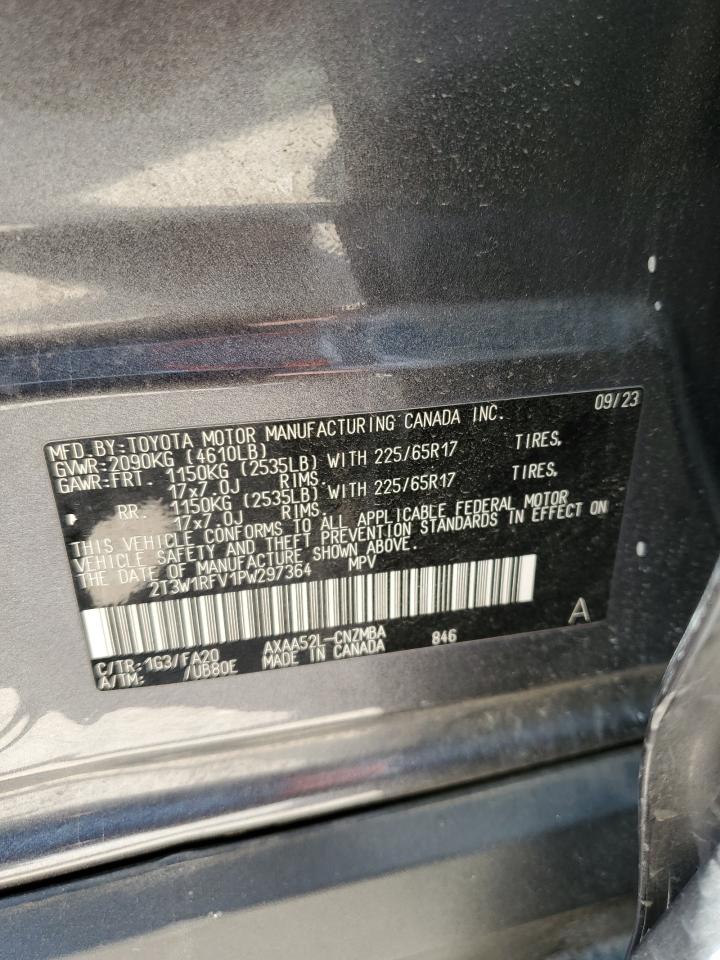 MFD.BY:TOYOTA MOTOR MANUFACTURING CANADA INC. 09/23
GVWR:2090KG (4610LB)
GAWR:FRT. 1150KG (2535LB) WITH 225/65R17 TIRES,
17x7.0J RIMS.
RR. 1150KG (2535LB) WITH 225/65R17 TIRES,
17x7.0J RIMS.
THIS VEHICLE CONFORMS TO ALL APPLICABLE FEDERAL MOTOR
VEHICLE SAFETY AND THEFT PREVENTION STANDARDS IN EFFECT ON
THE DATE OF MANUFACTURE SHOWN ABOVE.
2T3W1RFV1PW297364 MPV
A
C/TR:1G3/FA20 AXAA52L-CNZMBA 846
A/TM: /UB80E MADE IN CANADA